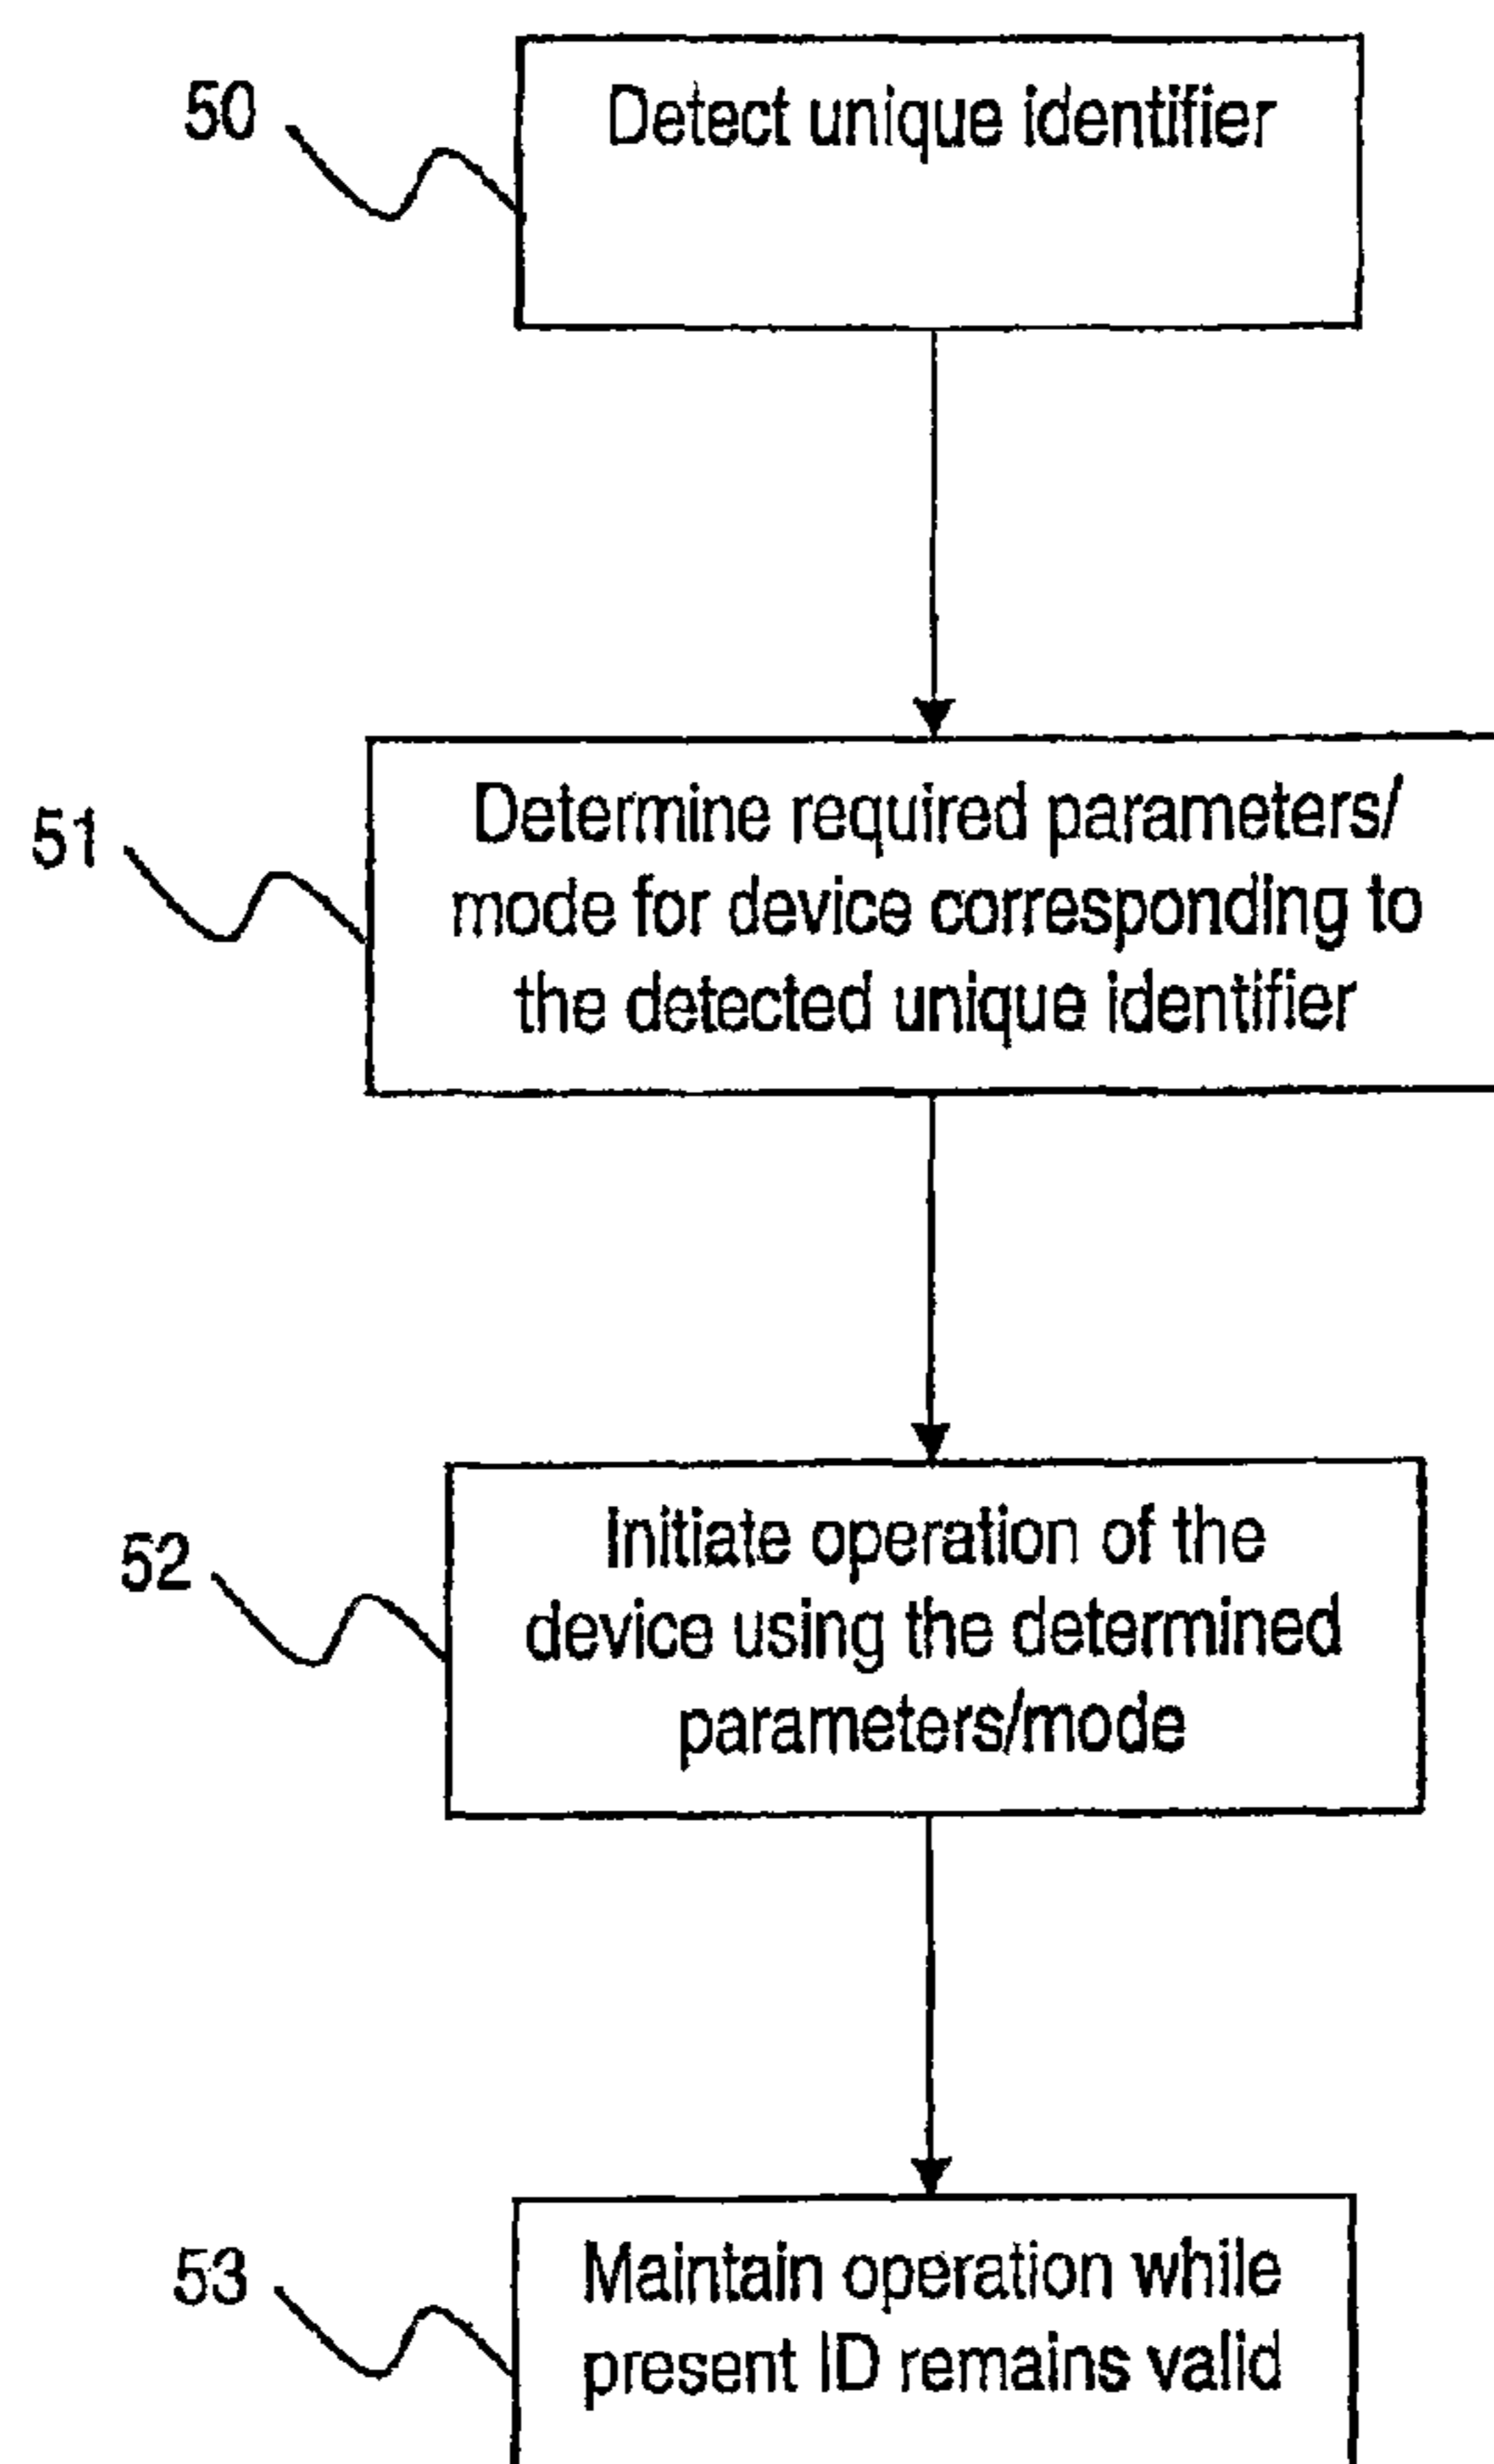 50
Detect unique identifier
51
Determine required parameters/
mode for device corresponding to
the detected unique identifier
52
Initiate operation of the
device using the determined
parameters/mode
53
Maintain operation while
present ID remains valid